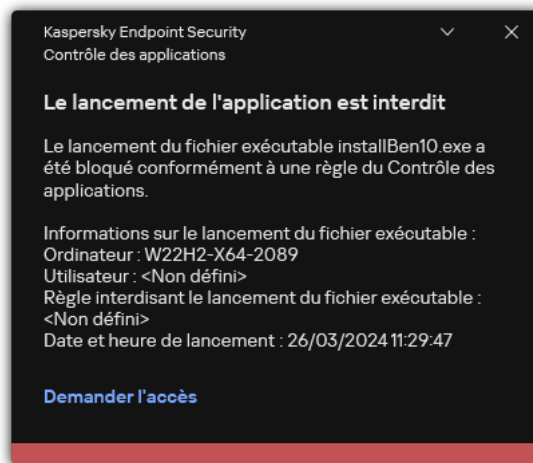 Kaspersky Endpoint Security
Contrôle des applications
Le lancement de l'application est interdit
Le lancement du fichier exécutable installBen10.exe a
été bloqué conformément à une règle du Contrôle des
applications.
Informations sur le lancement du fichier exécutable :
Ordinateur : W22H2-X64-2089
Utilisateur : <Non défini>
Règle interdisant le lancement du fichier exécutable :
<Non défini>
Date et heure de lancement : 26/03/2024 11:29:47
Demander l'accès